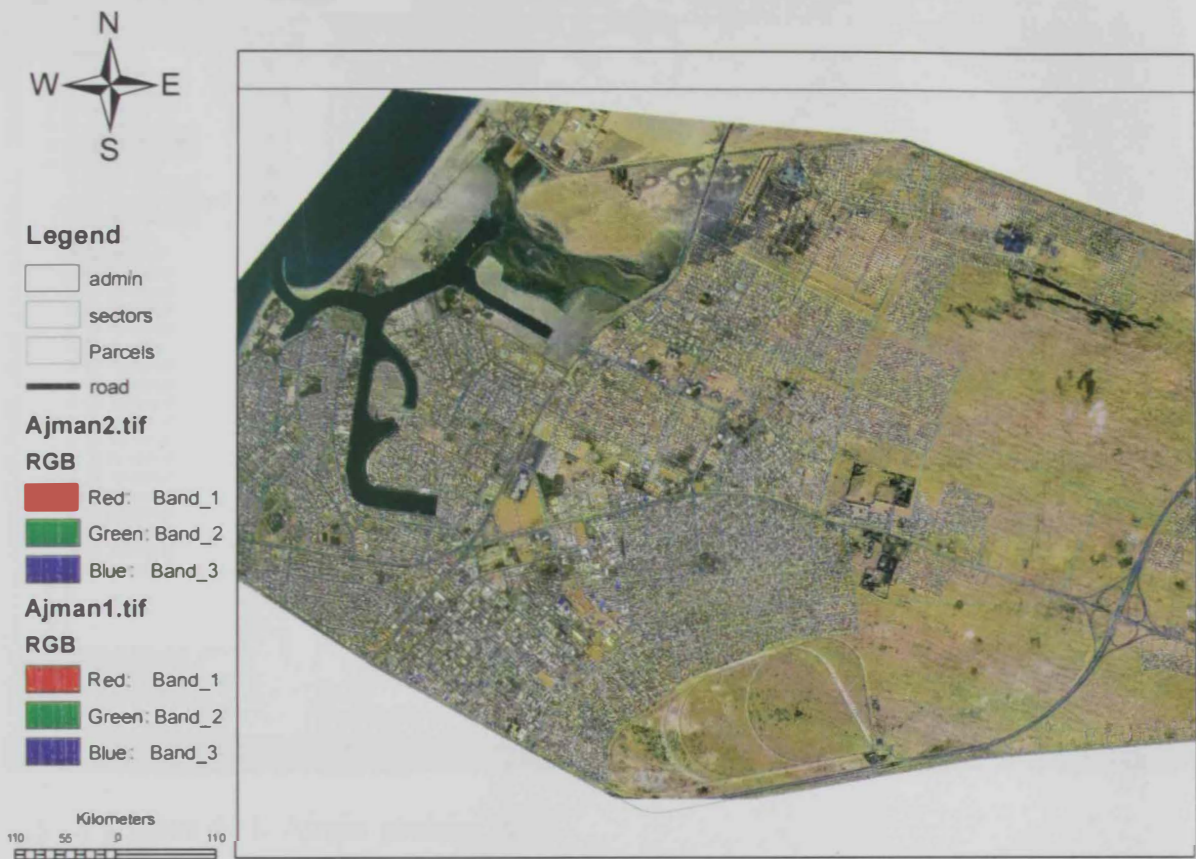 N
W E
S
Legend
admin
sectors
Parcels
road
Ajman2.tif
RGB
Red: Band_1
Green: Band_2
Blue: Band_3
Ajman1.tif
RGB
Red: Band_1
Green: Band_2
Blue: Band_3
Kilometers
110 55 0 110